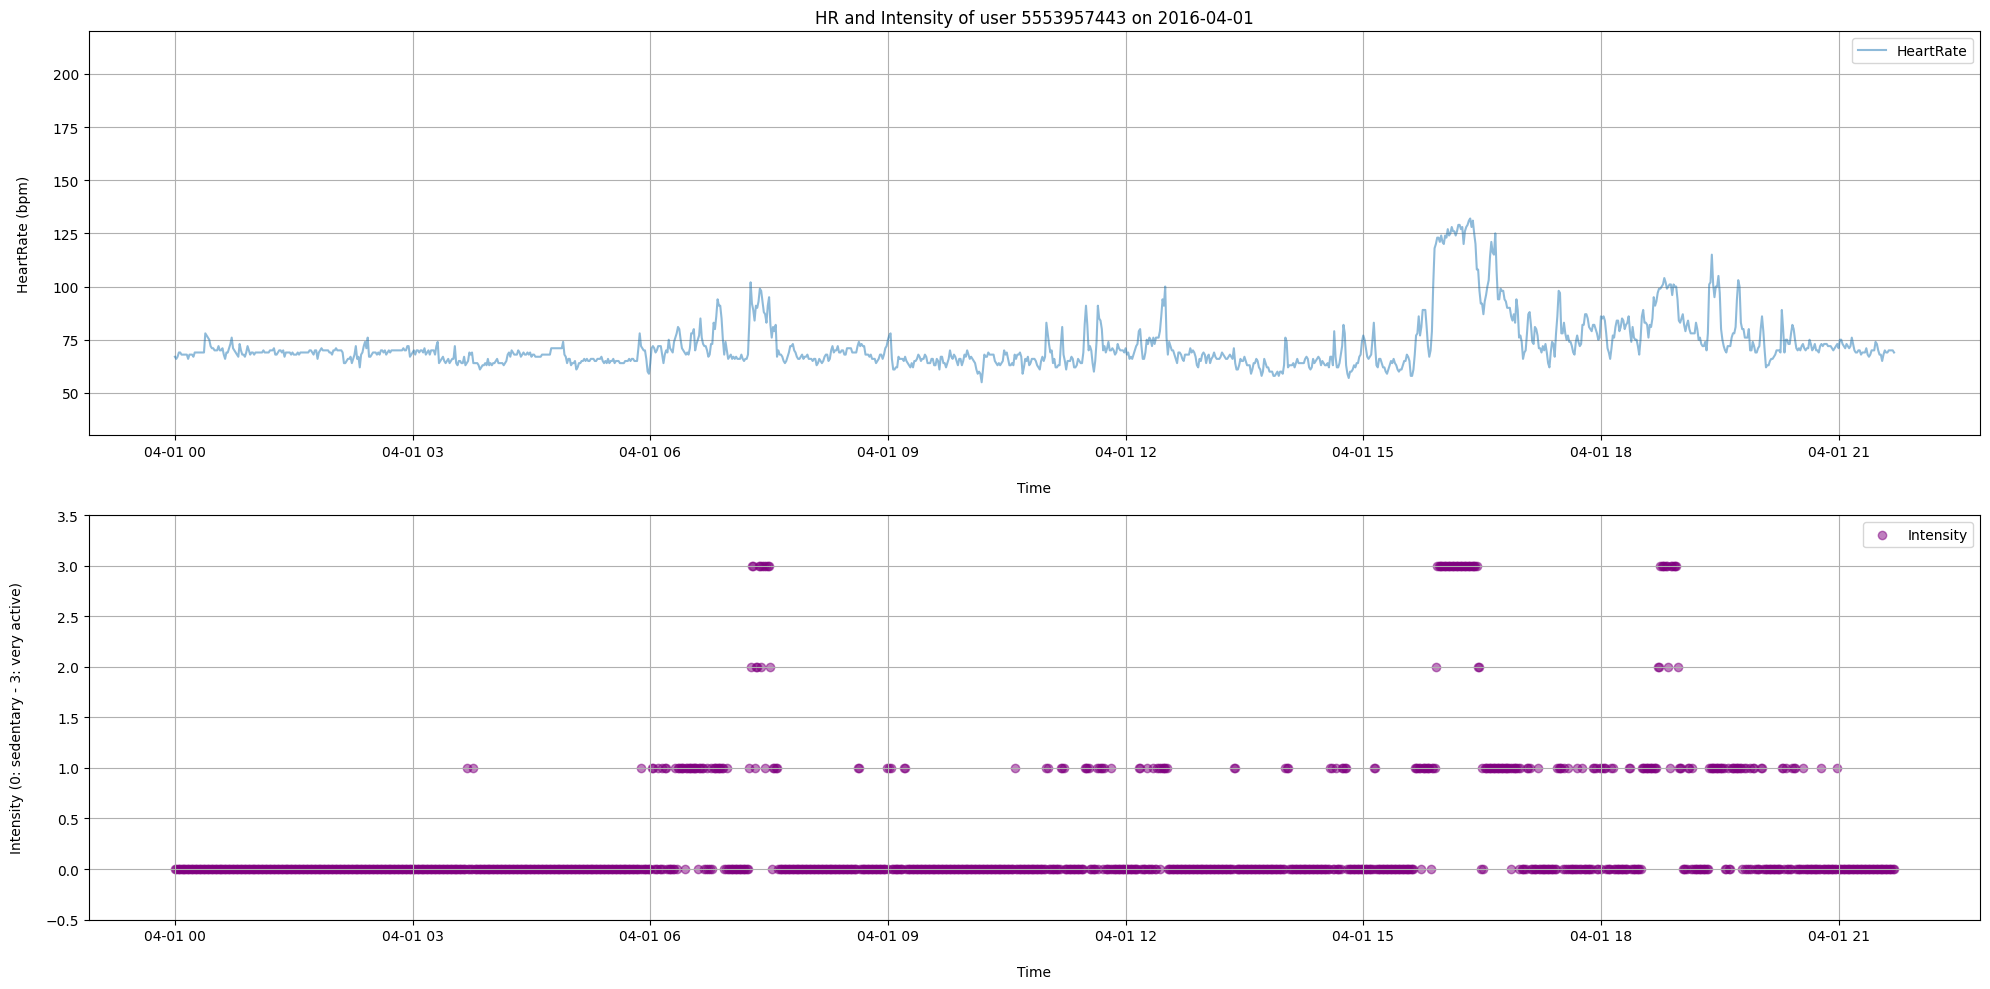 HR and Intensity of user 5553957443 on 2016-04-01
HeartRate
200
175
150
125
100
75
50
HeartRate (bpm)
04-01 00 04-01 03 04-01 06 04-01 09 04-01 12 04-01 15 04-01 18 04-01 21
Time
Intensity
3.5
3.0
2.5
2.0
1.5
1.0
0.5
0.0
−0.5
Intensity (0: sedentary - 3: very active)
04-01 00 04-01 03 04-01 06 04-01 09 04-01 12 04-01 15 04-01 18 04-01 21
Time